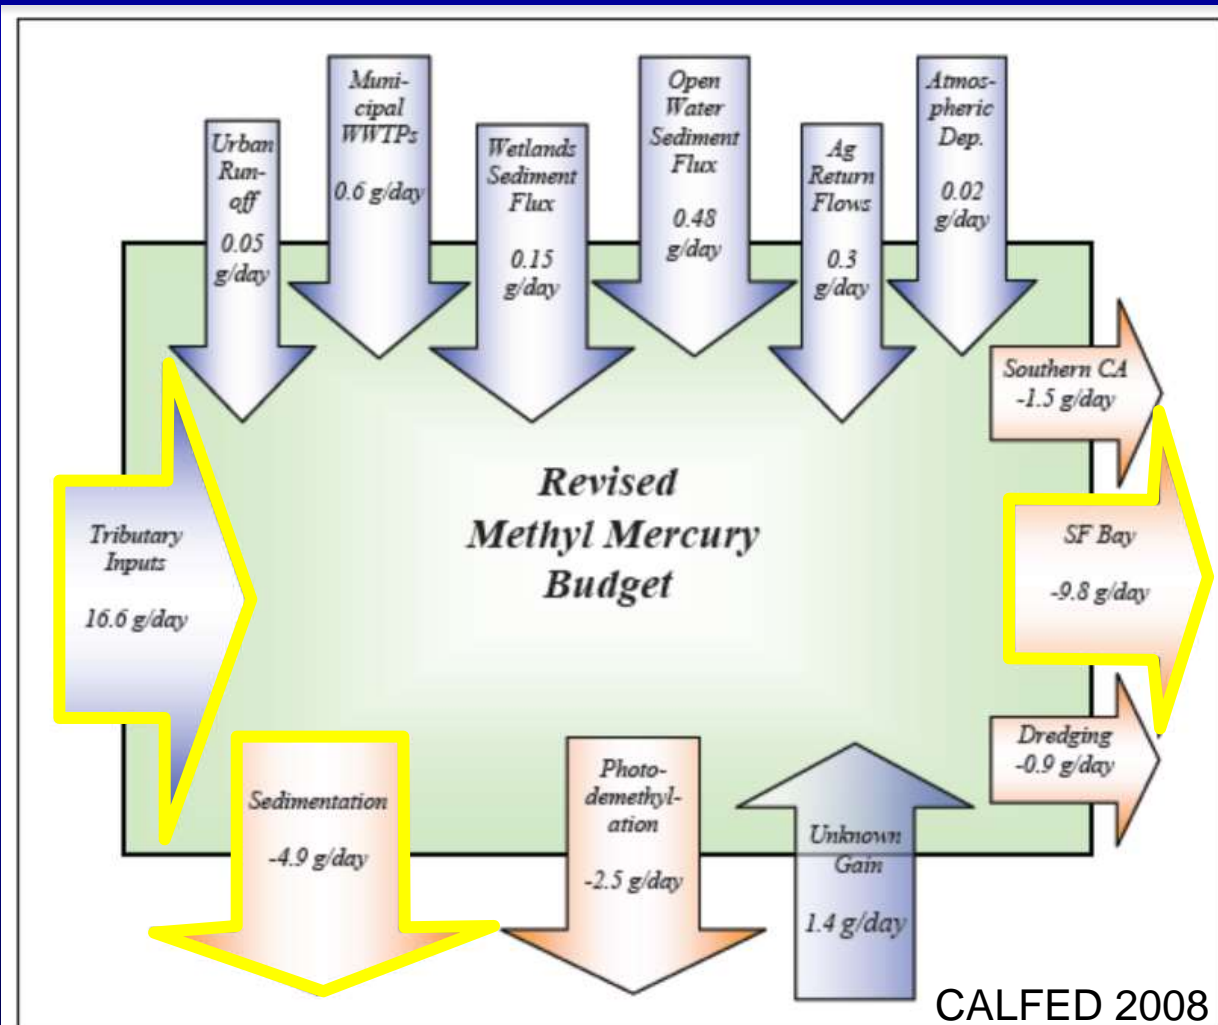 Urban
Run-
off
0.05
g/day
Muni-
cipal
WWTPs
0.6 g/day
Wetlands
Sediment
Flux
0.15
g/day
Open
Water
Sediment
Flux
0.48
g/day
Ag
Return
Flows
0.3
g/day
Atmos-
pheric
Dep.
0.02
g/day
Southern CA
-1.5 g/day
Revised
Methyl Mercury
Budget
Tributary
Inputs
16.6 g/day
SF Bay
-9.8 g/day
Dredging
-0.9 g/day
Sedimentation
-4.9 g/day
Photo-
demethyl-
ation
-2.5 g/day
Unknown
Gain
1.4 g/day
CALFED 2008